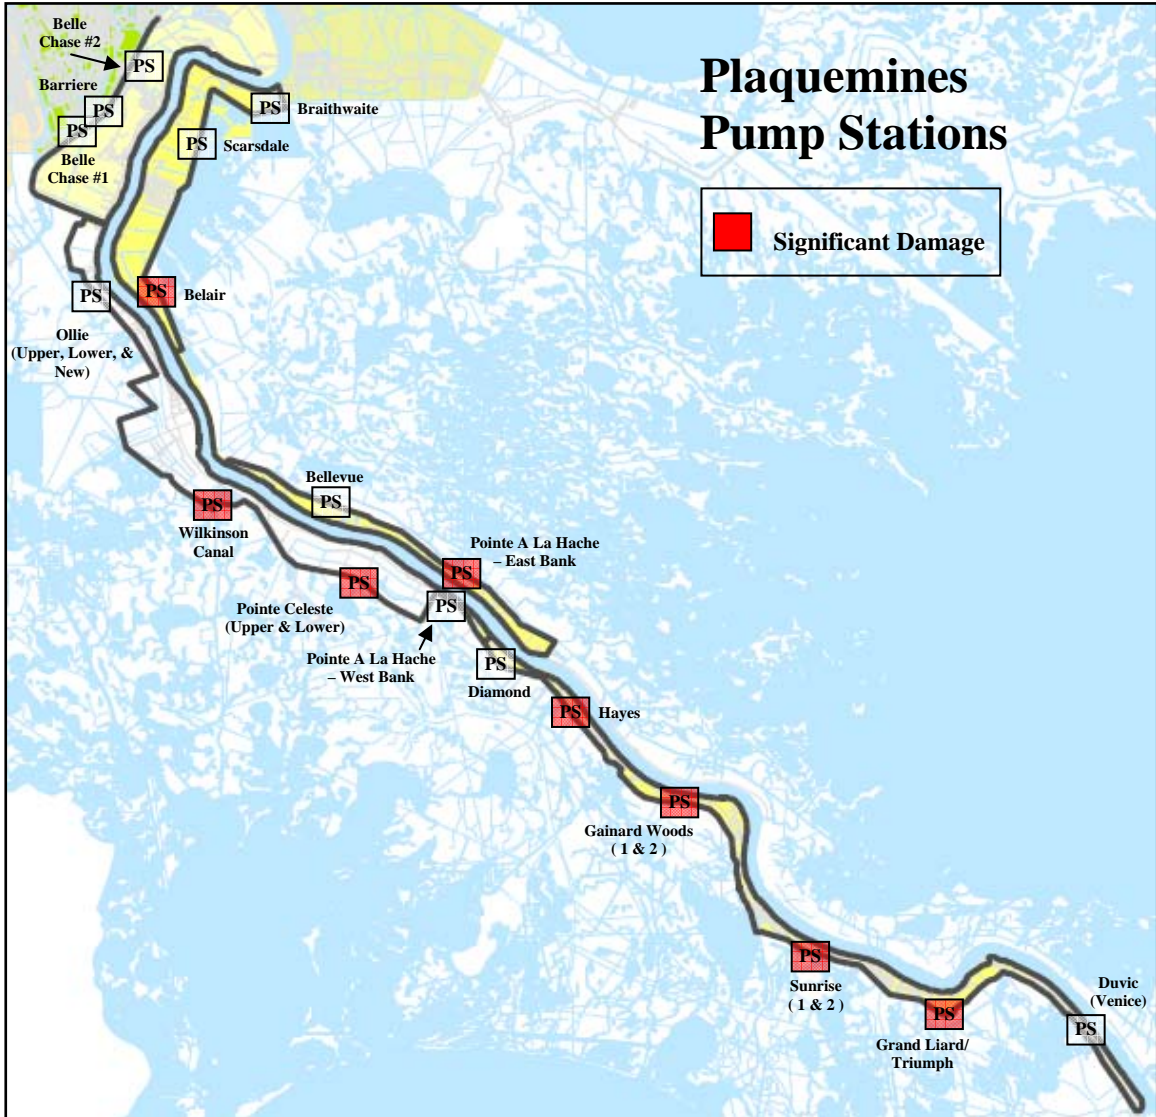 Plaquemines
Pump Stations
Significant Damage
Belle
Chase #2
PS
Barriere
PS
PS
Belle
Chase #1
PS
Braithwaite
PS
Scarsdale
PS
Belair
PS
Ollie
(Upper, Lower, &
New)
Bellevue
PS
PS
Wilkinson
Canal
Pointe A La Hache
– East Bank
PS
PS
Pointe Celeste
(Upper & Lower)
PS
Pointe A La Hache
– West Bank
PS
Diamond
PS
Hayes
PS
Gainard Woods
( 1 & 2 )
PS
Sunrise
( 1 & 2 )
PS
Grand Liard/
Triumph
Duvic
(Venice)
PS